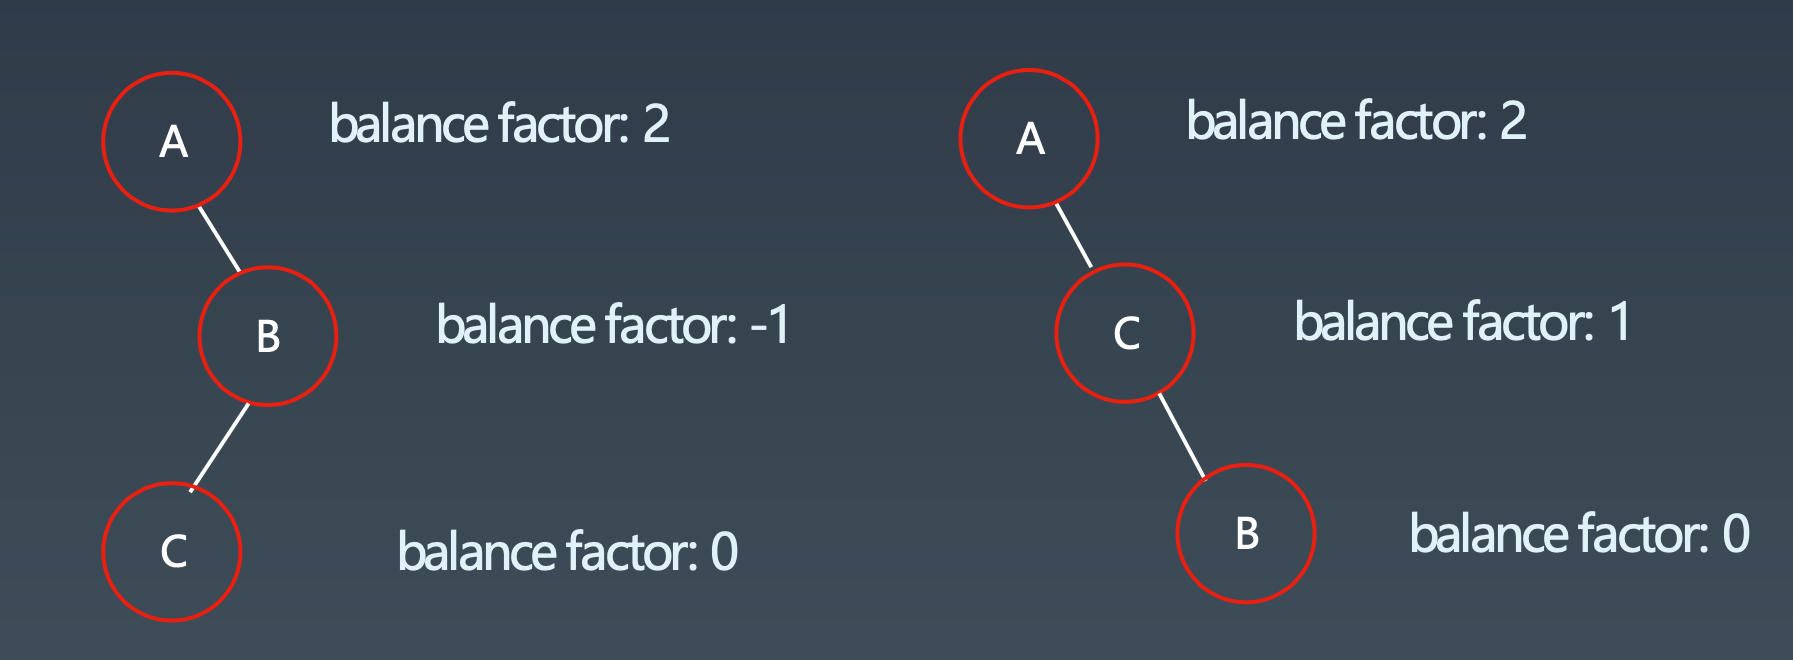 A
balance factor: 2
B
balance factor: -1
C
balance factor: 0
A
balance factor: 2
C
balance factor: 1
B
balance factor: 0